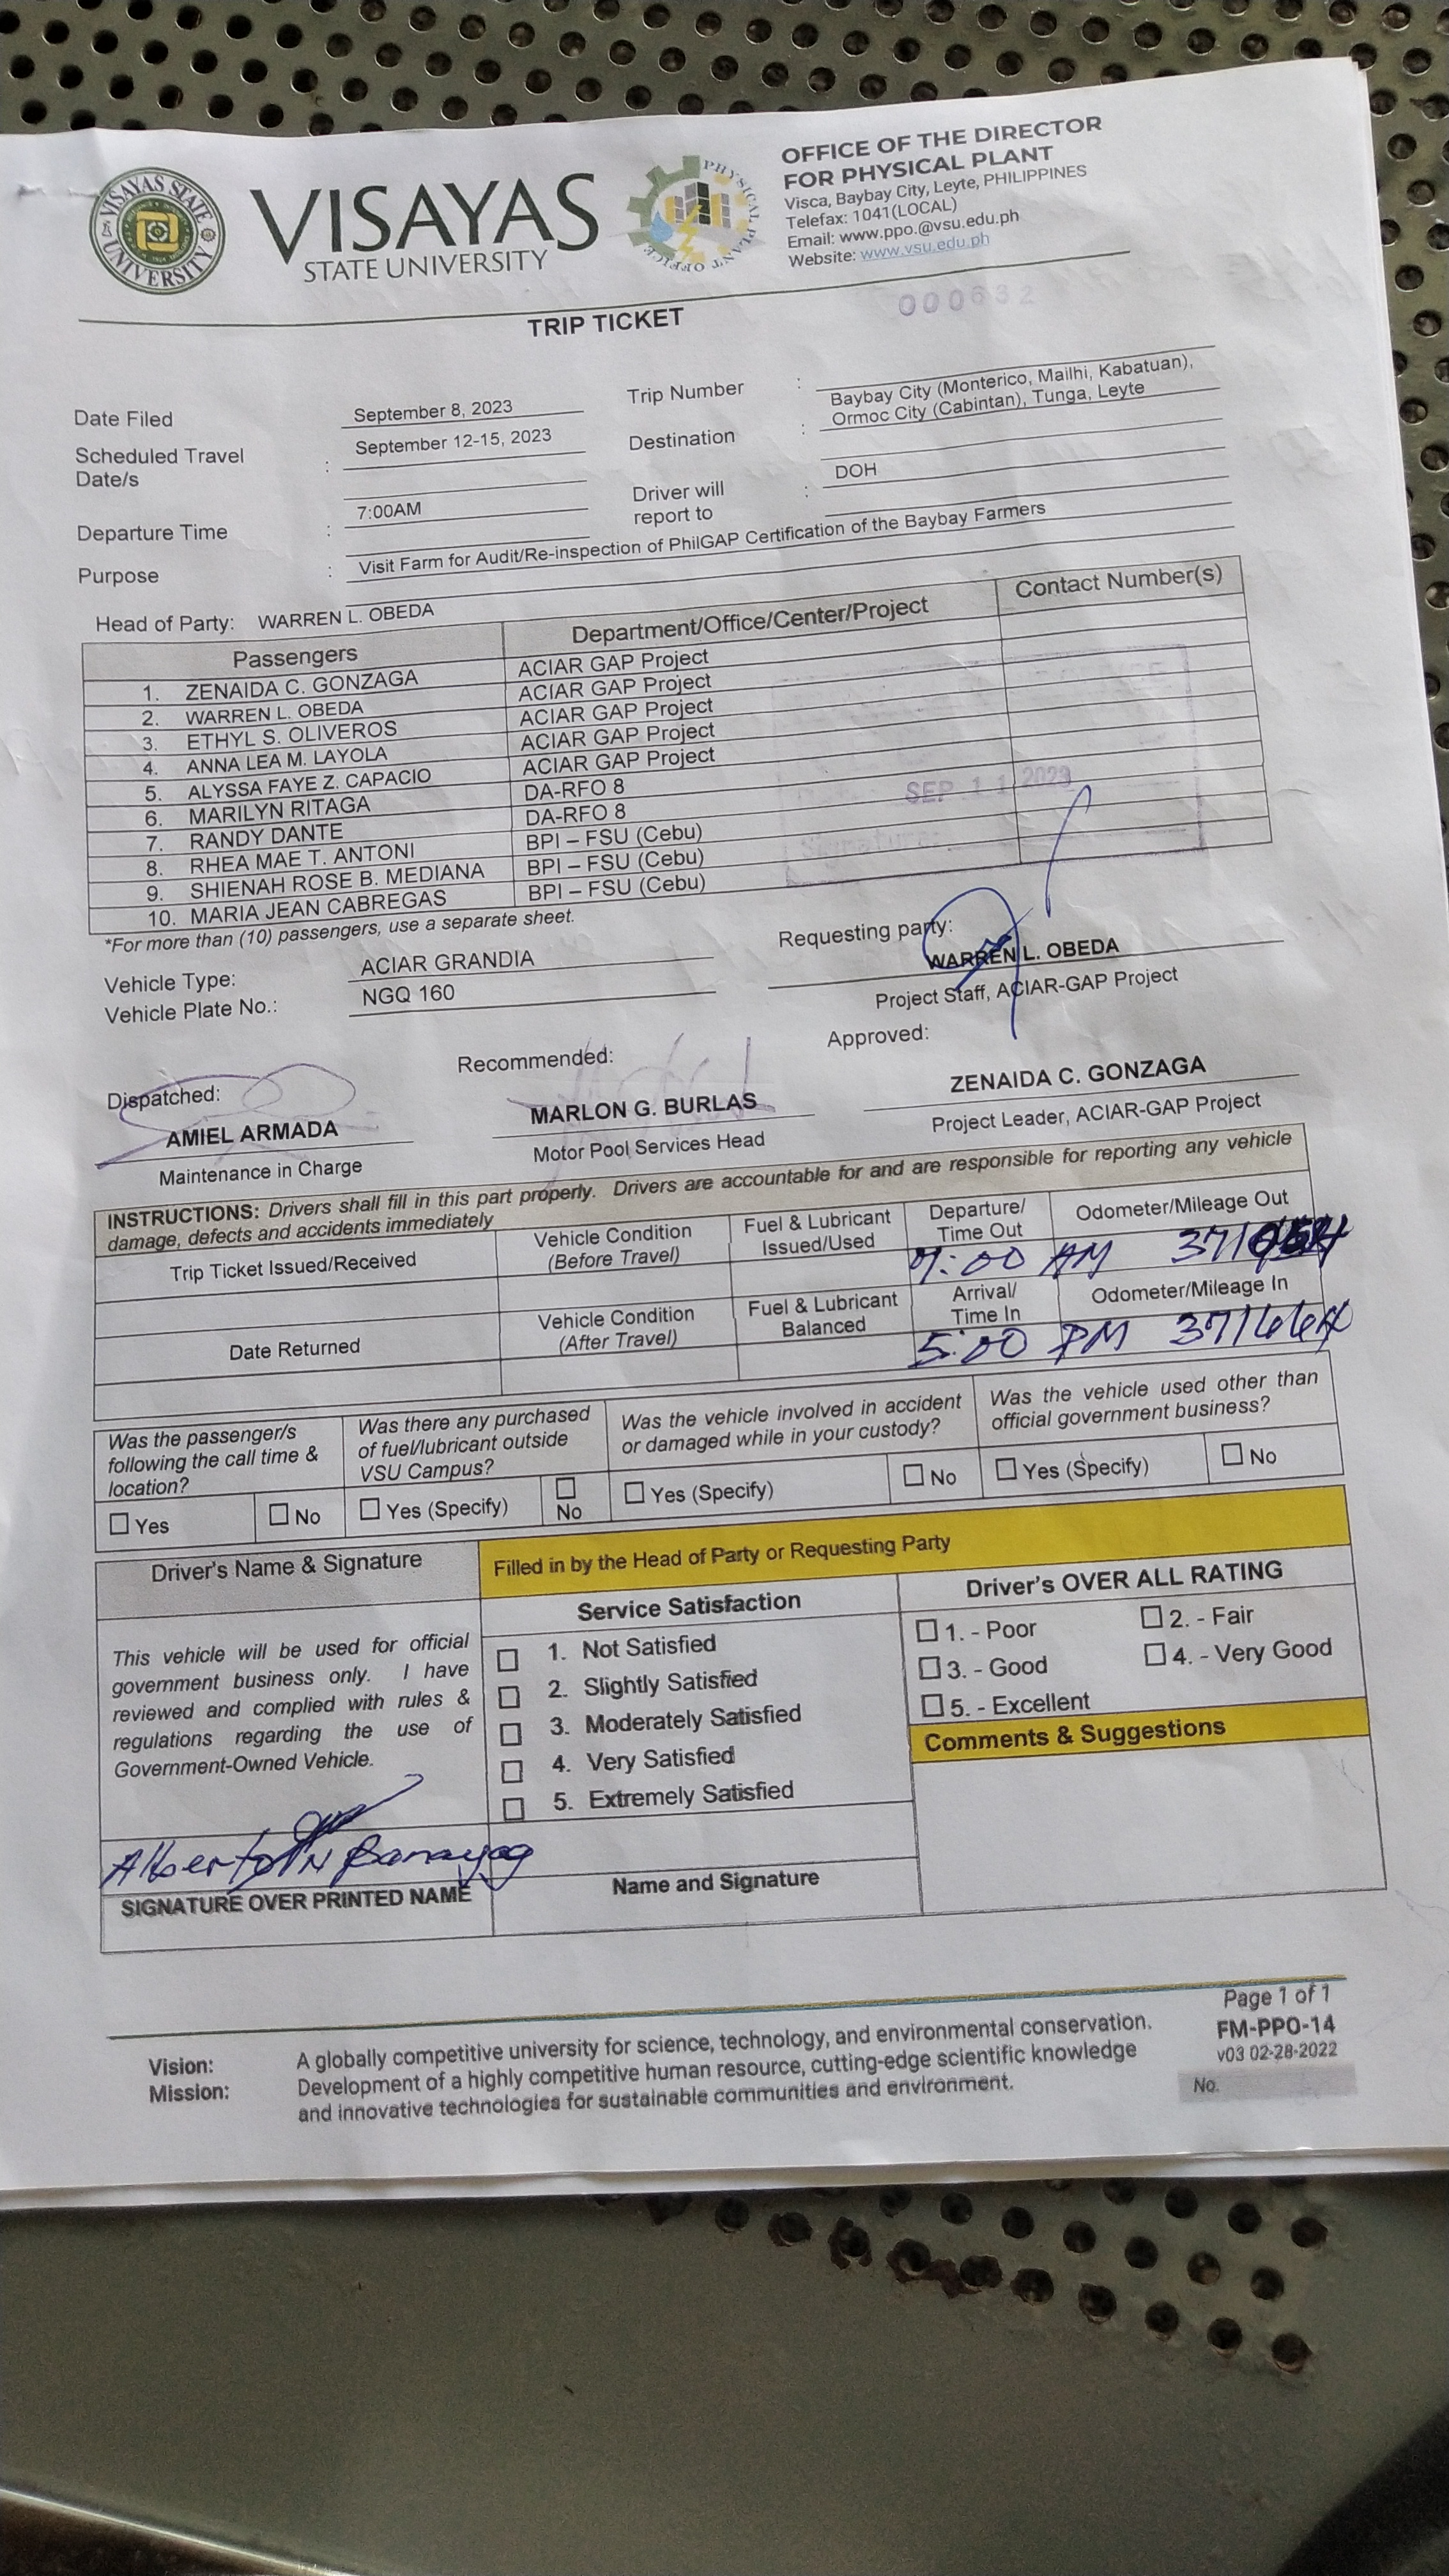 VISAYAS STATE UNIVERSITY
VISAYAS
STATE UNIVERSITY
PHYSICAL PLANT OFFICE
OFFICE OF THE DIRECTOR
FOR PHYSICAL PLANT
Visca, Baybay City, Leyte, PHILIPPINES
Telefax: 1041(LOCAL)
Email: www.ppo.@vsu.edu.ph
Website: www.vsu.edu.ph
000632
TRIP TICKET
Date Filed September 8, 2023 Trip Number :
Baybay City (Monterico, Mailhi, Kabatuan),
Ormoc City (Cabintan), Tunga, Leyte
Scheduled Travel Date/s : September 12-15, 2023 Destination :
Departure Time : 7:00AM Driver will report to : DOH
Purpose : Visit Farm for Audit/Re-inspection of PhilGAP Certification of the Baybay Farmers
Head of Party: WARREN L. OBEDA
Passengers Department/Office/Center/Project Contact Number(s)
1. ZENAIDA C. GONZAGA ACIAR GAP Project
2. WARREN L. OBEDA ACIAR GAP Project
3. ETHYL S. OLIVEROS ACIAR GAP Project
4. ANNA LEA M. LAYOLA ACIAR GAP Project
5. ALYSSA FAYE Z. CAPACIO ACIAR GAP Project
6. MARILYN RITAGA DA-RFO 8
7. RANDY DANTE DA-RFO 8
8. RHEA MAE T. ANTONI BPI – FSU (Cebu)
9. SHIENAH ROSE B. MEDIANA BPI – FSU (Cebu)
10. MARIA JEAN CABREGAS BPI – FSU (Cebu)
SEP 11 2023
Signature:
*For more than (10) passengers, use a separate sheet.
Vehicle Type: ACIAR GRANDIA
Vehicle Plate No.: NGQ 160
Requesting party:
WARREN L. OBEDA
Project Staff, ACIAR-GAP Project
Dispatched: Recommended: Approved:
AMIEL ARMADA MARLON G. BURLAS ZENAIDA C. GONZAGA
Maintenance in Charge Motor Pool Services Head Project Leader, ACIAR-GAP Project
INSTRUCTIONS: Drivers shall fill in this part properly. Drivers are accountable for and are responsible for reporting any vehicle
damage, defects and accidents immediately
Trip Ticket Issued/Received Vehicle Condition (Before Travel) Fuel & Lubricant Issued/Used Departure/ Time Out Odometer/Mileage Out
7:00 AM
Date Returned Vehicle Condition (After Travel) Fuel & Lubricant Balanced Arrival/ Time In Odometer/Mileage In
5:00 PM
Was the passenger/s following the call time & location?
Was there any purchased of fuel/lubricant outside VSU Campus?
Was the vehicle involved in accident or damaged while in your custody?
Was the vehicle used other than official government business?
☐ Yes ☐ No ☐ Yes (Specify) ☐ No ☐ Yes (Specify) ☐ No ☐ Yes (Specify) ☐ No
Driver's Name & Signature
Filled in by the Head of Party or Requesting Party
Service Satisfaction
Driver's OVER ALL RATING
This vehicle will be used for official
government business only. I have
reviewed and complied with rules &
regulations regarding the use of
Government-Owned Vehicle.
☐ 1. Not Satisfied
☐ 2. Slightly Satisfied
☐ 3. Moderately Satisfied
☐ 4. Very Satisfied
☐ 5. Extremely Satisfied
☐ 1. - Poor ☐ 2. - Fair
☐ 3. - Good ☐ 4. - Very Good
☐ 5. - Excellent
Comments & Suggestions
Alberto N Banayag
SIGNATURE OVER PRINTED NAME
Name and Signature
Page 1 of 1
FM-PPO-14
v03 02-28-2022
No.
Vision: A globally competitive university for science, technology, and environmental conservation.
Mission: Development of a highly competitive human resource, cutting-edge scientific knowledge
and innovative technologies for sustainable communities and environment.